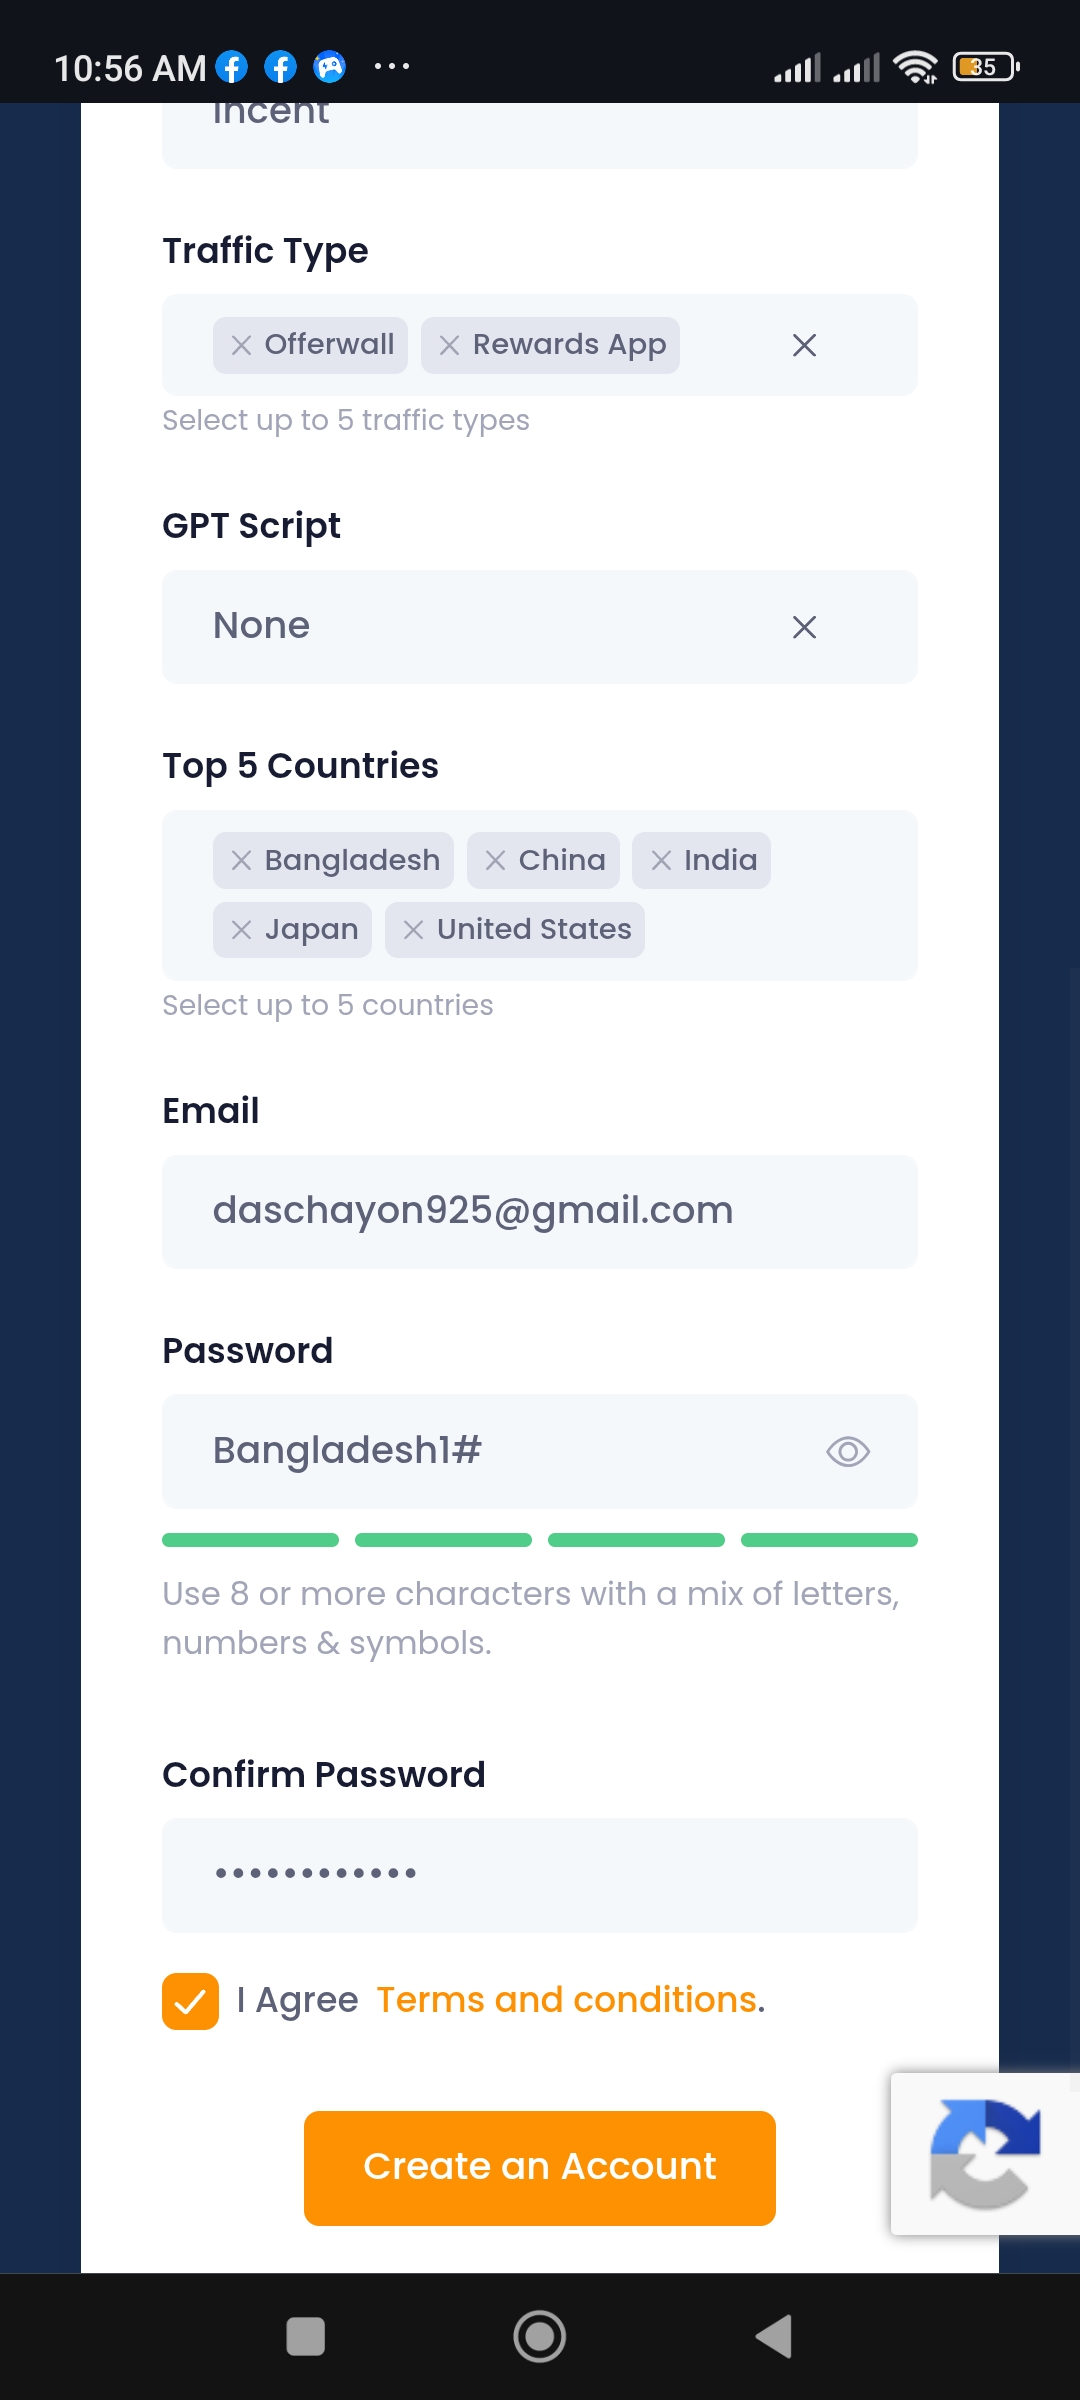 10:56 AM
35
Incent
Traffic Type
Offerwall
Rewards App
Select up to 5 traffic types
GPT Script
None
Top 5 Countries
Bangladesh
China
India
Japan
United States
Select up to 5 countries
Email
daschayon925@gmail.com
Password
Bangladesh1#
Use 8 or more characters with a mix of letters,
numbers & symbols.
Confirm Password
••••••••••••
I Agree Terms and conditions.
Create an Account